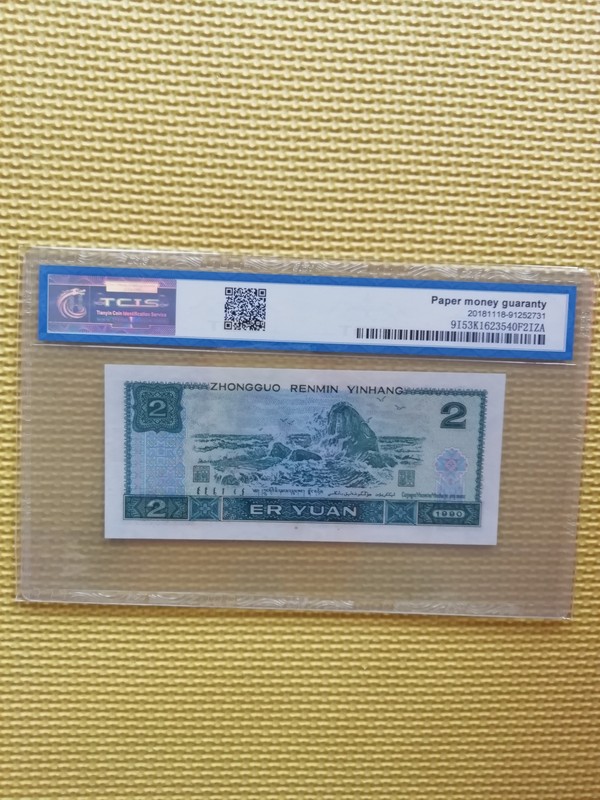 TCIS
Tianxin Coin Identification Service
Paper money guaranty
20181118-91252731
9I53K1623540F2IZA
ZHONGGUO RENMIN YINHANG
2
2
2 ER YUAN 1990